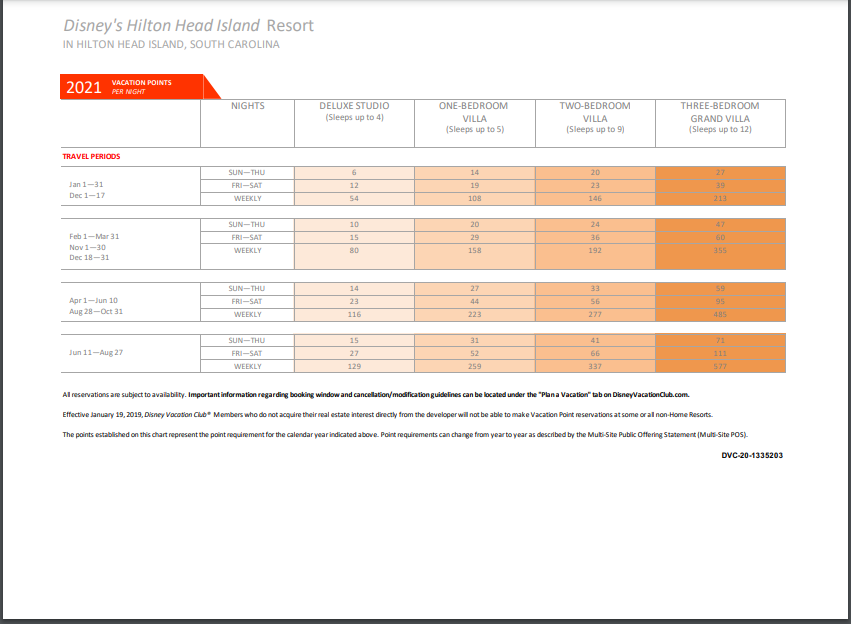 Disney's Hilton Head Island Resort
IN HILTON HEAD ISLAND, SOUTH CAROLINA
2021 VACATION POINTS
PER NIGHT
NIGHTS DELUXE STUDIO ONE-BEDROOM TWO-BEDROOM THREE-BEDROOM
(Sleeps up to 4) VILLA VILLA GRAND VILLA
(Sleeps up to 5) (Sleeps up to 9) (Sleeps up to 12)
TRAVEL PERIODS
Jan 1—31
Dec 1—17
SUN—THU 6 14 20 27
FRI—SAT 12 19 23 39
WEEKLY 54 108 146 213
Feb 1—Mar 31
Nov 1—30
Dec 18—31
SUN—THU 10 20 24 47
FRI—SAT 15 29 36 60
WEEKLY 80 158 192 355
Apr 1—Jun 10
Aug 28—Oct 31
SUN—THU 14 27 33 59
FRI—SAT 23 44 56 95
WEEKLY 116 223 277 485
Jun 11—Aug 27
SUN—THU 15 31 41 71
FRI—SAT 27 52 66 111
WEEKLY 129 259 337 577
All reservations are subject to availability. Important information regarding booking window and cancellation/modification guidelines can be located under the "Plan a Vacation" tab on DisneyVacationClub.com.
Effective January 19, 2019, Disney Vacation Club® Members who do not acquire their real estate interest directly from the developer will not be able to make Vacation Point reservations at some or all non-Home Resorts.
The points established on this chart represent the point requirement for the calendar year indicated above. Point requirements can change from year to year as described by the Multi-Site Public Offering Statement (Multi-Site POS).
DVC-20-1335203